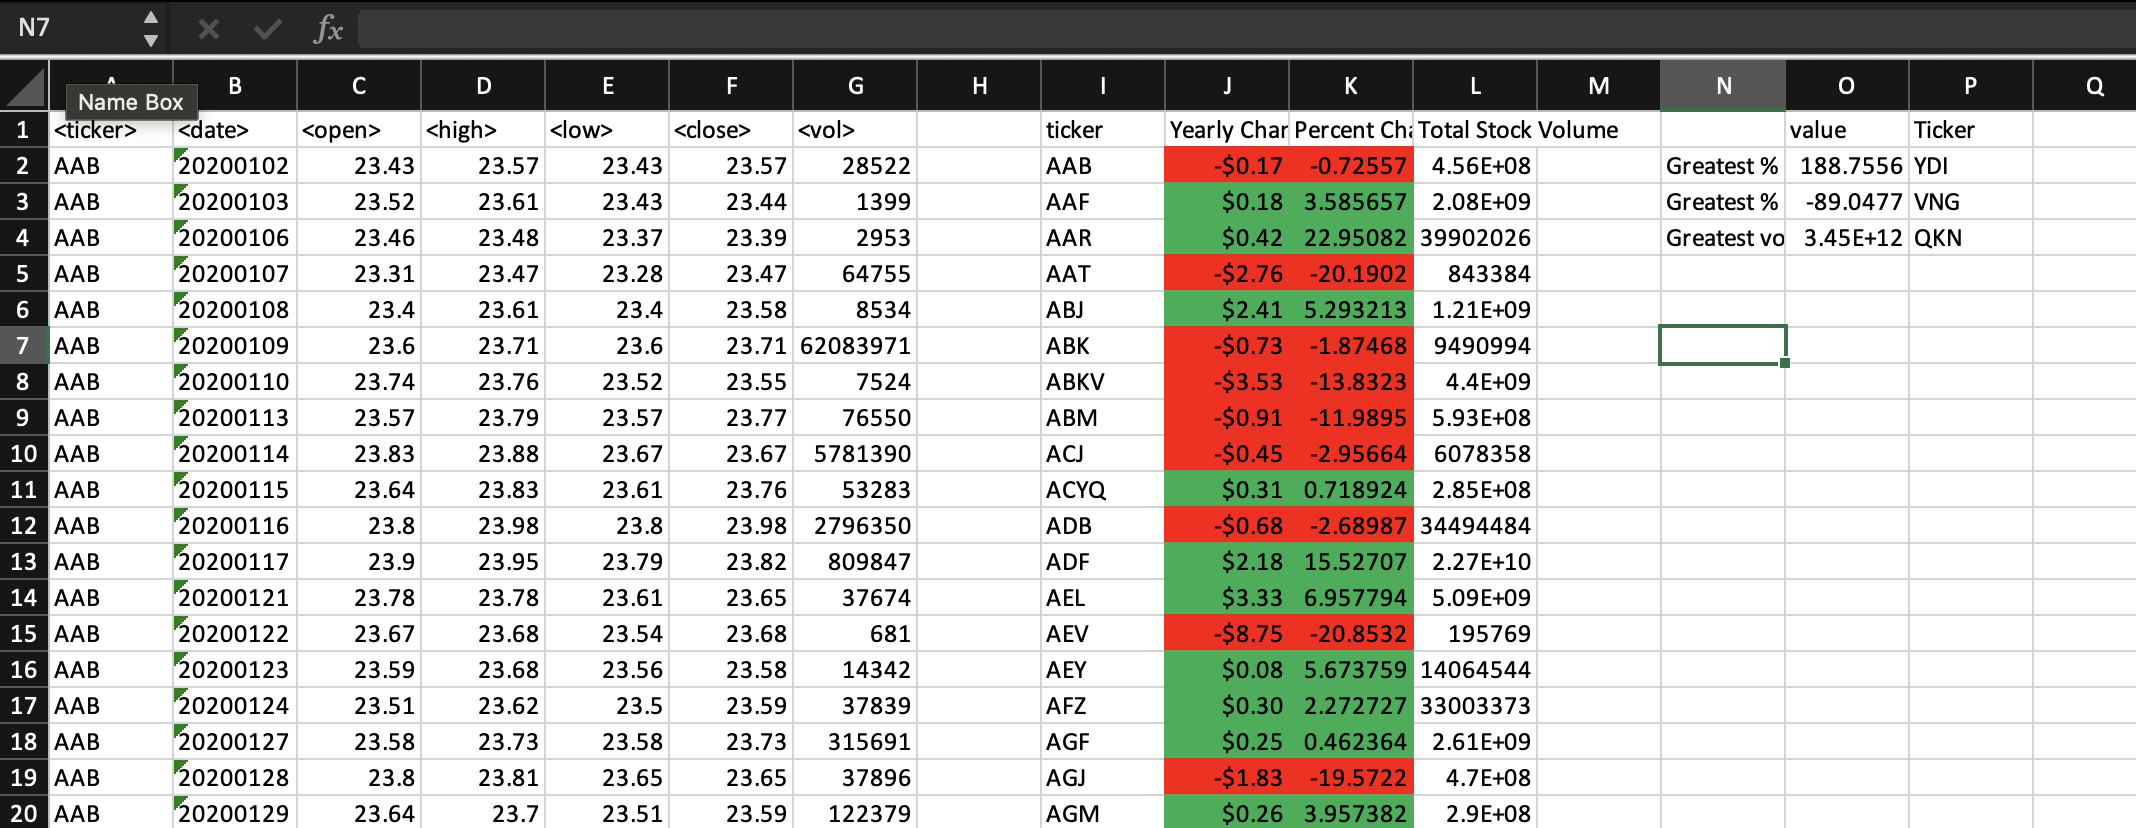 N7 fx
A B C D E F G H I J K L M N O P Q
Name Box
1 <ticker> <date> <open> <high> <low> <close> <vol> ticker Yearly Char Percent Cha Total Stock Volume value Ticker
2 AAB 20200102 23.43 23.57 23.43 23.57 28522 AAB -$0.17 -0.72557 4.56E+08 Greatest % 188.7556 YDI
3 AAB 20200103 23.52 23.61 23.43 23.44 1399 AAF $0.18 3.585657 2.08E+09 Greatest % -89.0477 VNG
4 AAB 20200106 23.46 23.48 23.37 23.39 2953 AAR $0.42 22.95082 39902026 Greatest vo 3.45E+12 QKN
5 AAB 20200107 23.31 23.47 23.28 23.47 64755 AAT -$2.76 -20.1902 843384
6 AAB 20200108 23.4 23.61 23.4 23.58 8534 ABJ $2.41 5.293213 1.21E+09
7 AAB 20200109 23.6 23.71 23.6 23.71 62083971 ABK -$0.73 -1.87468 9490994
8 AAB 20200110 23.74 23.76 23.52 23.55 7524 ABKV -$3.53 -13.8323 4.4E+09
9 AAB 20200113 23.57 23.79 23.57 23.77 76550 ABM -$0.91 -11.9895 5.93E+08
10 AAB 20200114 23.83 23.88 23.67 23.67 5781390 ACJ -$0.45 -2.95664 6078358
11 AAB 20200115 23.64 23.83 23.61 23.76 53283 ACYQ $0.31 0.718924 2.85E+08
12 AAB 20200116 23.8 23.98 23.8 23.98 2796350 ADB -$0.68 -2.68987 34494484
13 AAB 20200117 23.9 23.95 23.79 23.82 809847 ADF $2.18 15.52707 2.27E+10
14 AAB 20200121 23.78 23.78 23.61 23.65 37674 AEL $3.33 6.957794 5.09E+09
15 AAB 20200122 23.67 23.68 23.54 23.68 681 AEV -$8.75 -20.8532 195769
16 AAB 20200123 23.59 23.68 23.56 23.58 14342 AEY $0.08 5.673759 14064544
17 AAB 20200124 23.51 23.62 23.5 23.59 37839 AFZ $0.30 2.272727 33003373
18 AAB 20200127 23.58 23.73 23.58 23.73 315691 AGF $0.25 0.462364 2.61E+09
19 AAB 20200128 23.8 23.81 23.65 23.65 37896 AGJ -$1.83 -19.5722 4.7E+08
20 AAB 20200129 23.64 23.7 23.51 23.59 122379 AGM $0.26 3.957382 2.9E+08